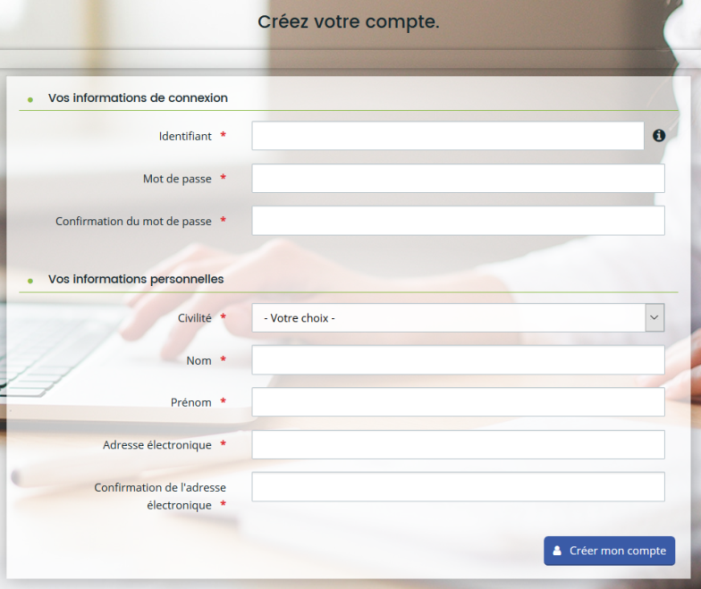 Créez votre compte.
Vos informations de connexion
Identifiant *
Mot de passe *
Confirmation du mot de passe *
Vos informations personnelles
Civilité * - Votre choix -
Nom *
Prénom *
Adresse électronique *
Confirmation de l'adresse
électronique *
Créer mon compte